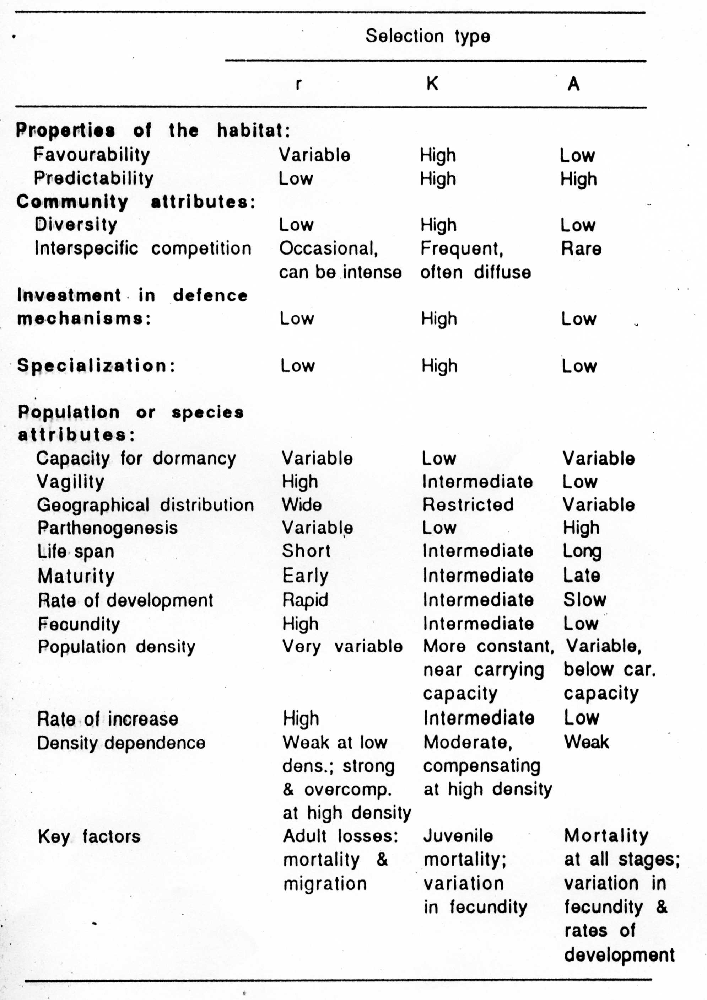 Selection type
r K A
Properties of the habitat:
Favourability Variable High Low
Predictability Low High High
Community attributes:
Diversity Low High Low
Interspecific competition Occasional, Frequent, Rare
can be intense often diffuse
Investment in defence
mechanisms: Low High Low
Specialization: Low High Low
Population or species
attributes:
Capacity for dormancy Variable Low Variable
Vagility High Intermediate Low
Geographical distribution Wide Restricted Variable
Parthenogenesis Variable Low High
Life span Short Intermediate Long
Maturity Early Intermediate Late
Rate of development Rapid Intermediate Slow
Fecundity High Intermediate Low
Population density Very variable More constant, Variable,
near carrying below car.
capacity capacity
Rate of increase High Intermediate Low
Density dependence Weak at low Moderate, Weak
dens.; strong compensating
& overcomp. at high density
at high density
Key factors Adult losses: Juvenile Mortality
mortality & mortality; at all stages;
migration variation variation in
in fecundity fecundity &
rates of
development